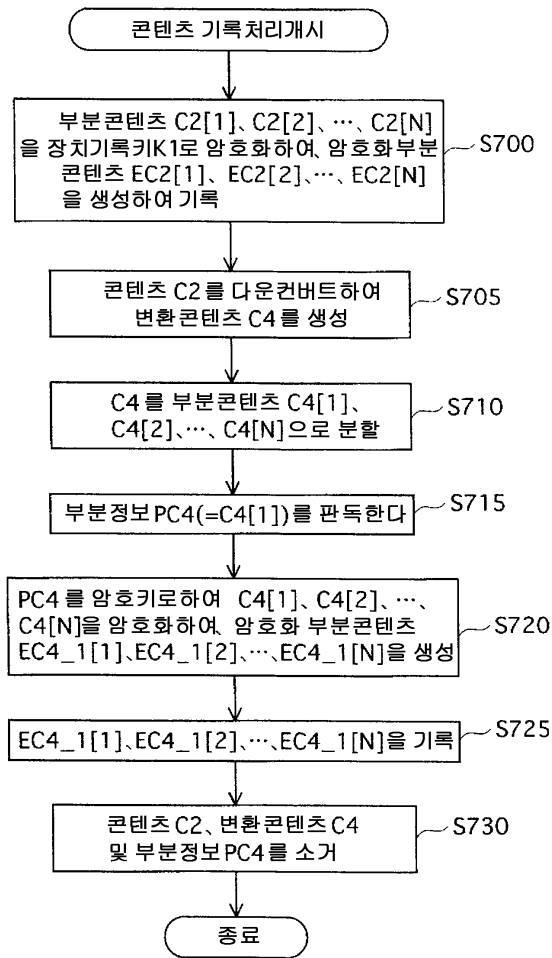 콘텐츠 기록처리개시
부분콘텐츠 C2[1]、C2[2]、…、C2[N]
을 장치기록키K1로 암호화하여、암호화부분
콘텐츠 EC2[1]、EC2[2]、…、EC2[N]
을 생성하여 기록
S700
콘텐츠 C2를 다운컨버트하여
변환콘텐츠 C4를 생성
S705
C4를 부분콘텐츠 C4[1]、
C4[2]、…、C4[N]으로 분할
S710
부분정보PC4(=C4[1])를 판독한다
S715
PC4를 암호키로하여 C4[1]、C4[2]、…、
C4[N]을 암호화하여、암호화 부분콘텐츠
EC4_1[1]、EC4_1[2]、…、EC4_1[N]을 생성
S720
EC4_1[1]、EC4_1[2]、…、EC4_1[N]을 기록
S725
콘텐츠C2、변환콘텐츠C4
및 부분정보PC4를 소거
S730
종료